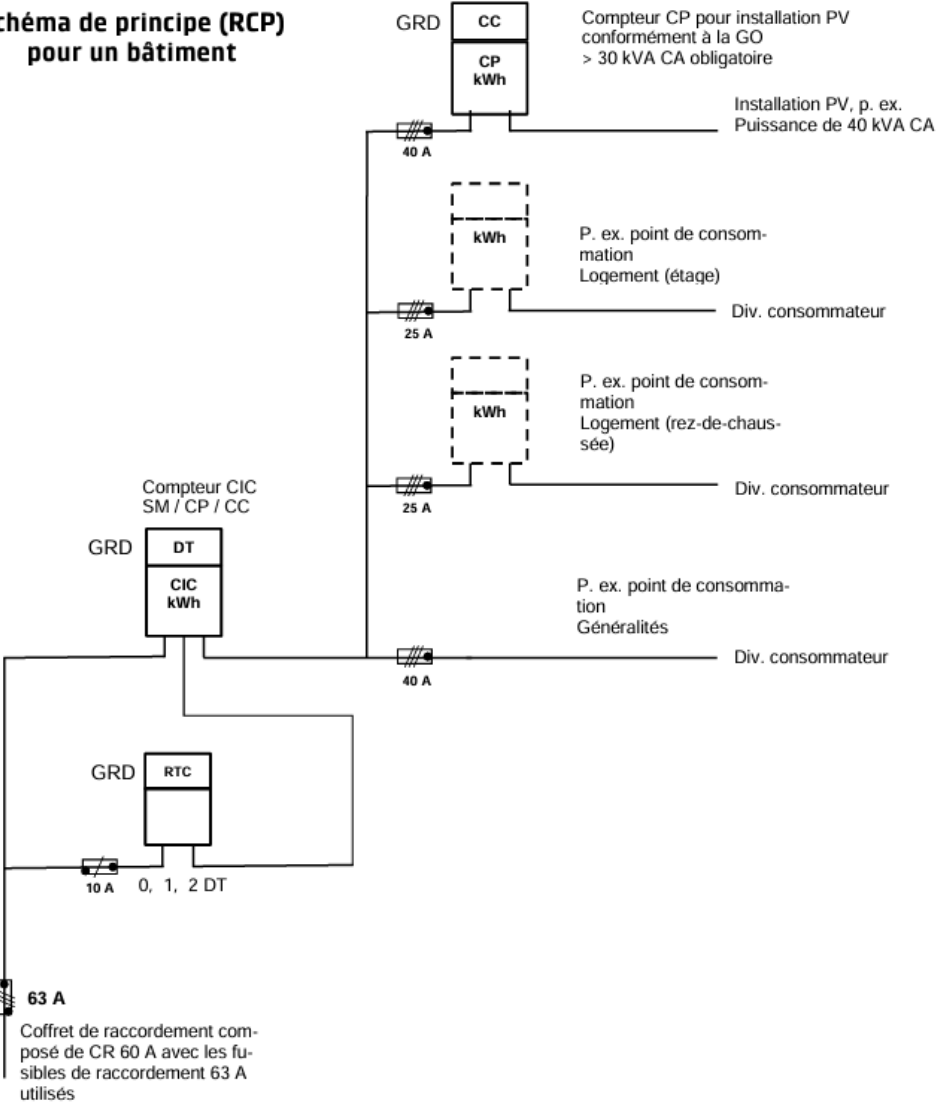 chéma de principe (RCP)
pour un bâtiment
GRD
CC
CP
kWh
Compteur CP pour installation PV
conformément à la GO
> 30 kVA CA obligatoire
Installation PV, p. ex.
Puissance de 40 kVA CA
40 A
kWh
P. ex. point de consom-
mation
Logement (étage)
Div. consommateur
25 A
kWh
P. ex. point de consom-
mation
Logement (rez-de-chaus-
sée)
Div. consommateur
25 A
Compteur CIC
SM / CP / CC
GRD
DT
CIC
kWh
P. ex. point de consomma-
tion
Généralités
Div. consommateur
40 A
GRD
RTC
10 A
0, 1, 2 DT
63 A
Coffret de raccordement com-
posé de CR 60 A avec les fu-
sibles de raccordement 63 A
utilisés